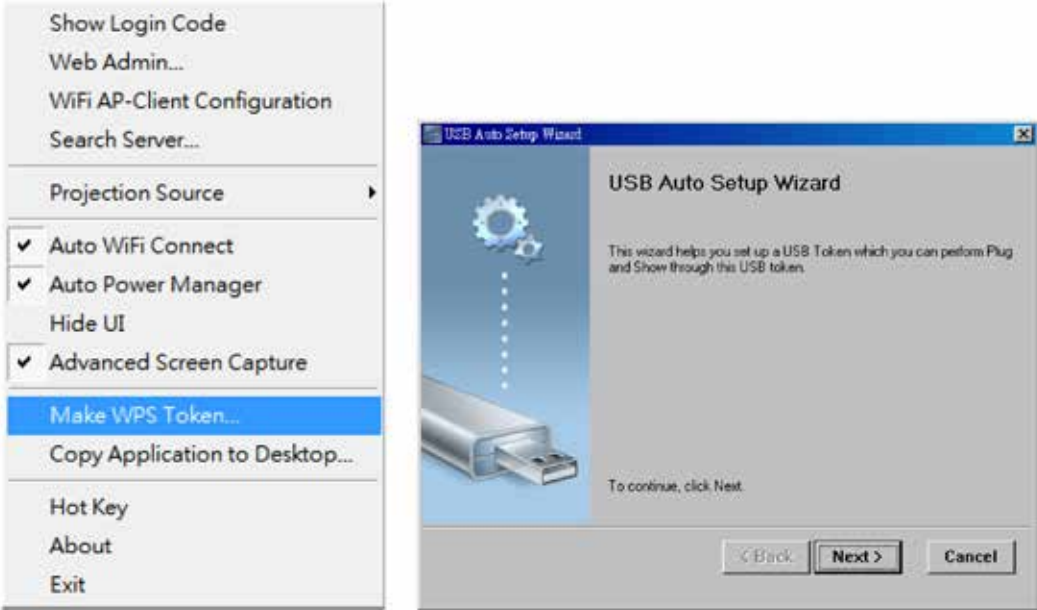 Show Login Code
Web Admin...
WiFi AP-Client Configuration
Search Server...
Projection Source
Auto WiFi Connect
Auto Power Manager
Hide UI
Advanced Screen Capture
Make WPS Token...
Copy Application to Desktop...
Hot Key
About
Exit
USB Auto Setup Wizard
USB Auto Setup Wizard
This wizard helps you set up a USB Token which you can perform Plug
and Show through this USB token.
To continue, click Next.
< Back
Next >
Cancel